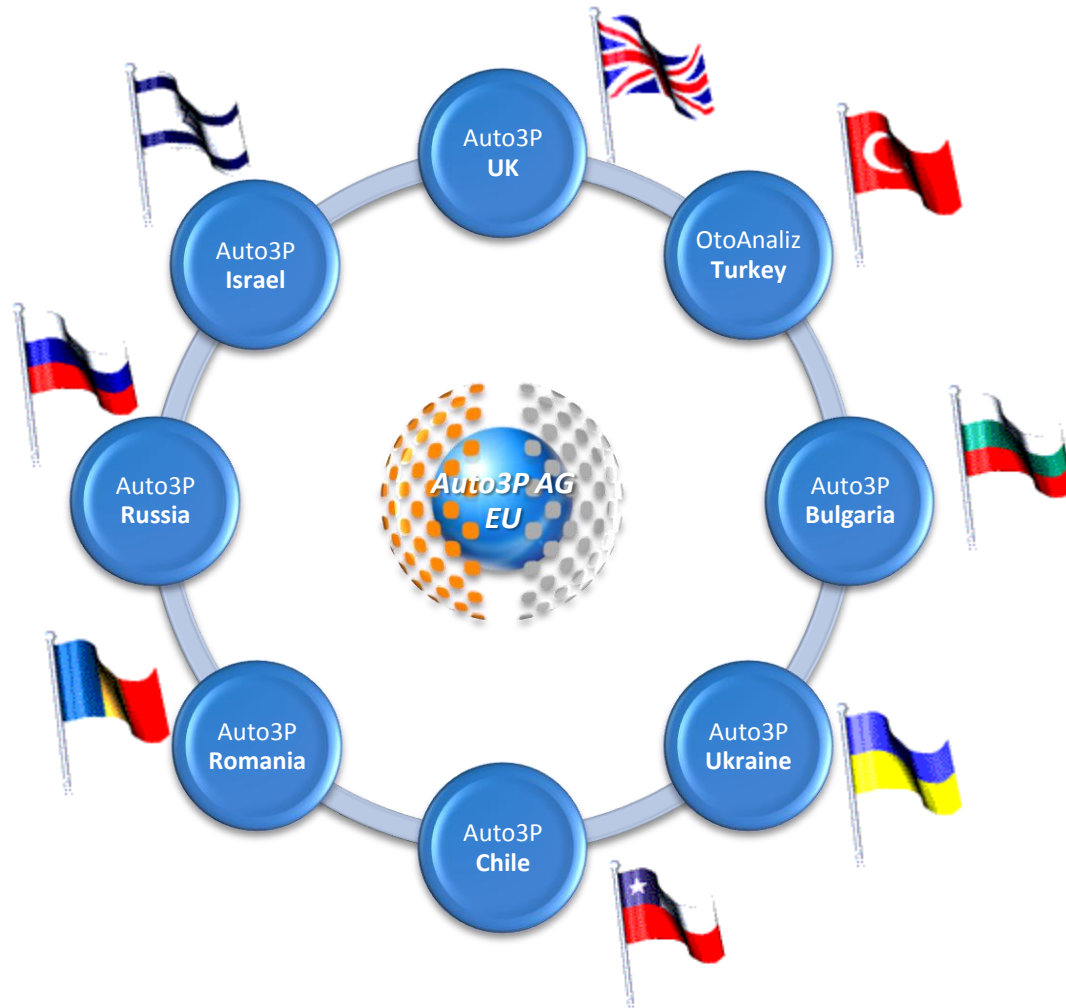 Auto3P
UK
OtoAnaliz
Turkey
Auto3P
Bulgaria
Auto3P
Ukraine
Auto3P
Chile
Auto3P
Romania
Auto3P
Russia
Auto3P
Israel
Auto3P AG
EU